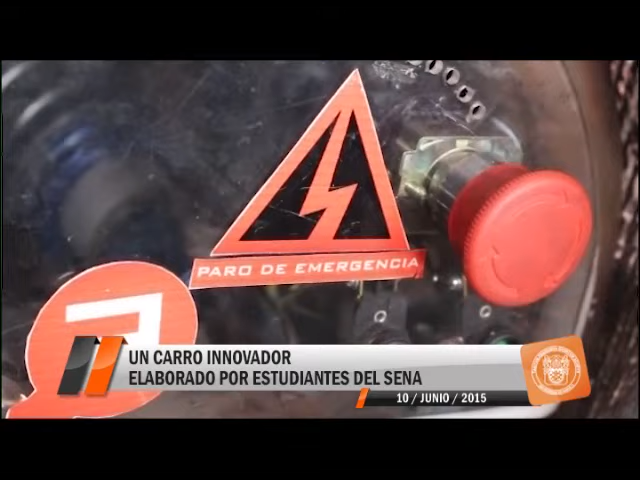 PARO DE EMERGENCIA
UN CARRO INNOVADOR
ELABORADO POR ESTUDIANTES DEL SENA
10 / JUNIO / 2015